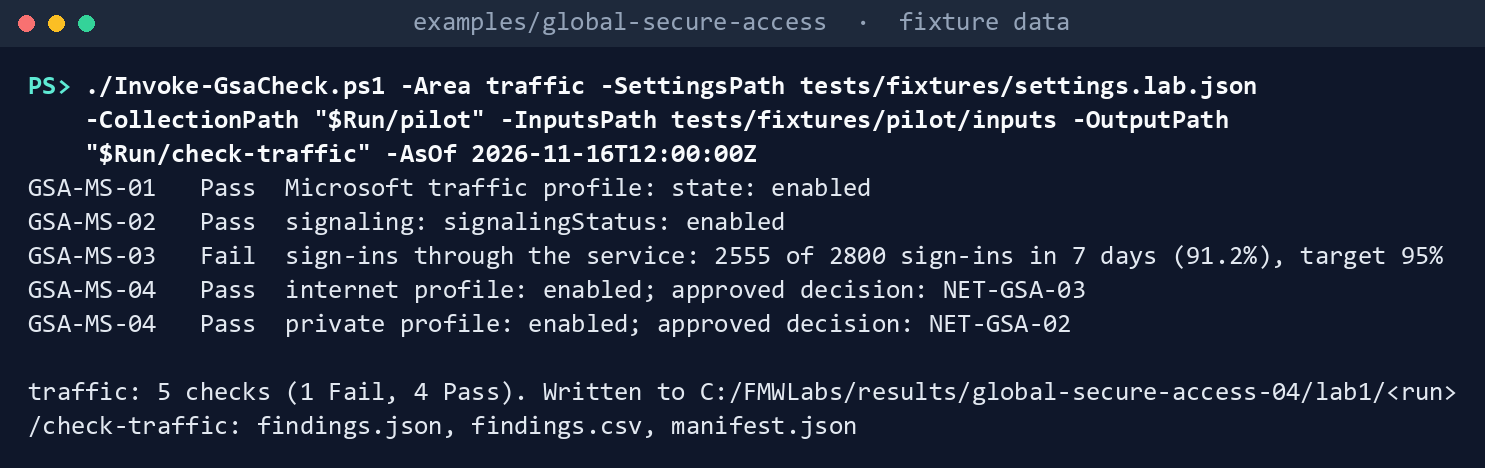 examples/global-secure-access · fixture data
PS> ./Invoke-GsaCheck.ps1 -Area traffic -SettingsPath tests/fixtures/settings.lab.json
-CollectionPath "$Run/pilot" -InputsPath tests/fixtures/pilot/inputs -OutputPath
"$Run/check-traffic" -AsOf 2026-11-16T12:00:00Z
GSA-MS-01 Pass Microsoft traffic profile: state: enabled
GSA-MS-02 Pass signaling: signalingStatus: enabled
GSA-MS-03 Fail sign-ins through the service: 2555 of 2800 sign-ins in 7 days (91.2%), target 95%
GSA-MS-04 Pass internet profile: enabled; approved decision: NET-GSA-03
GSA-MS-04 Pass private profile: enabled; approved decision: NET-GSA-02
traffic: 5 checks (1 Fail, 4 Pass). Written to C:/FMWLabs/results/global-secure-access-04/lab1/<run>
/check-traffic: findings.json, findings.csv, manifest.json